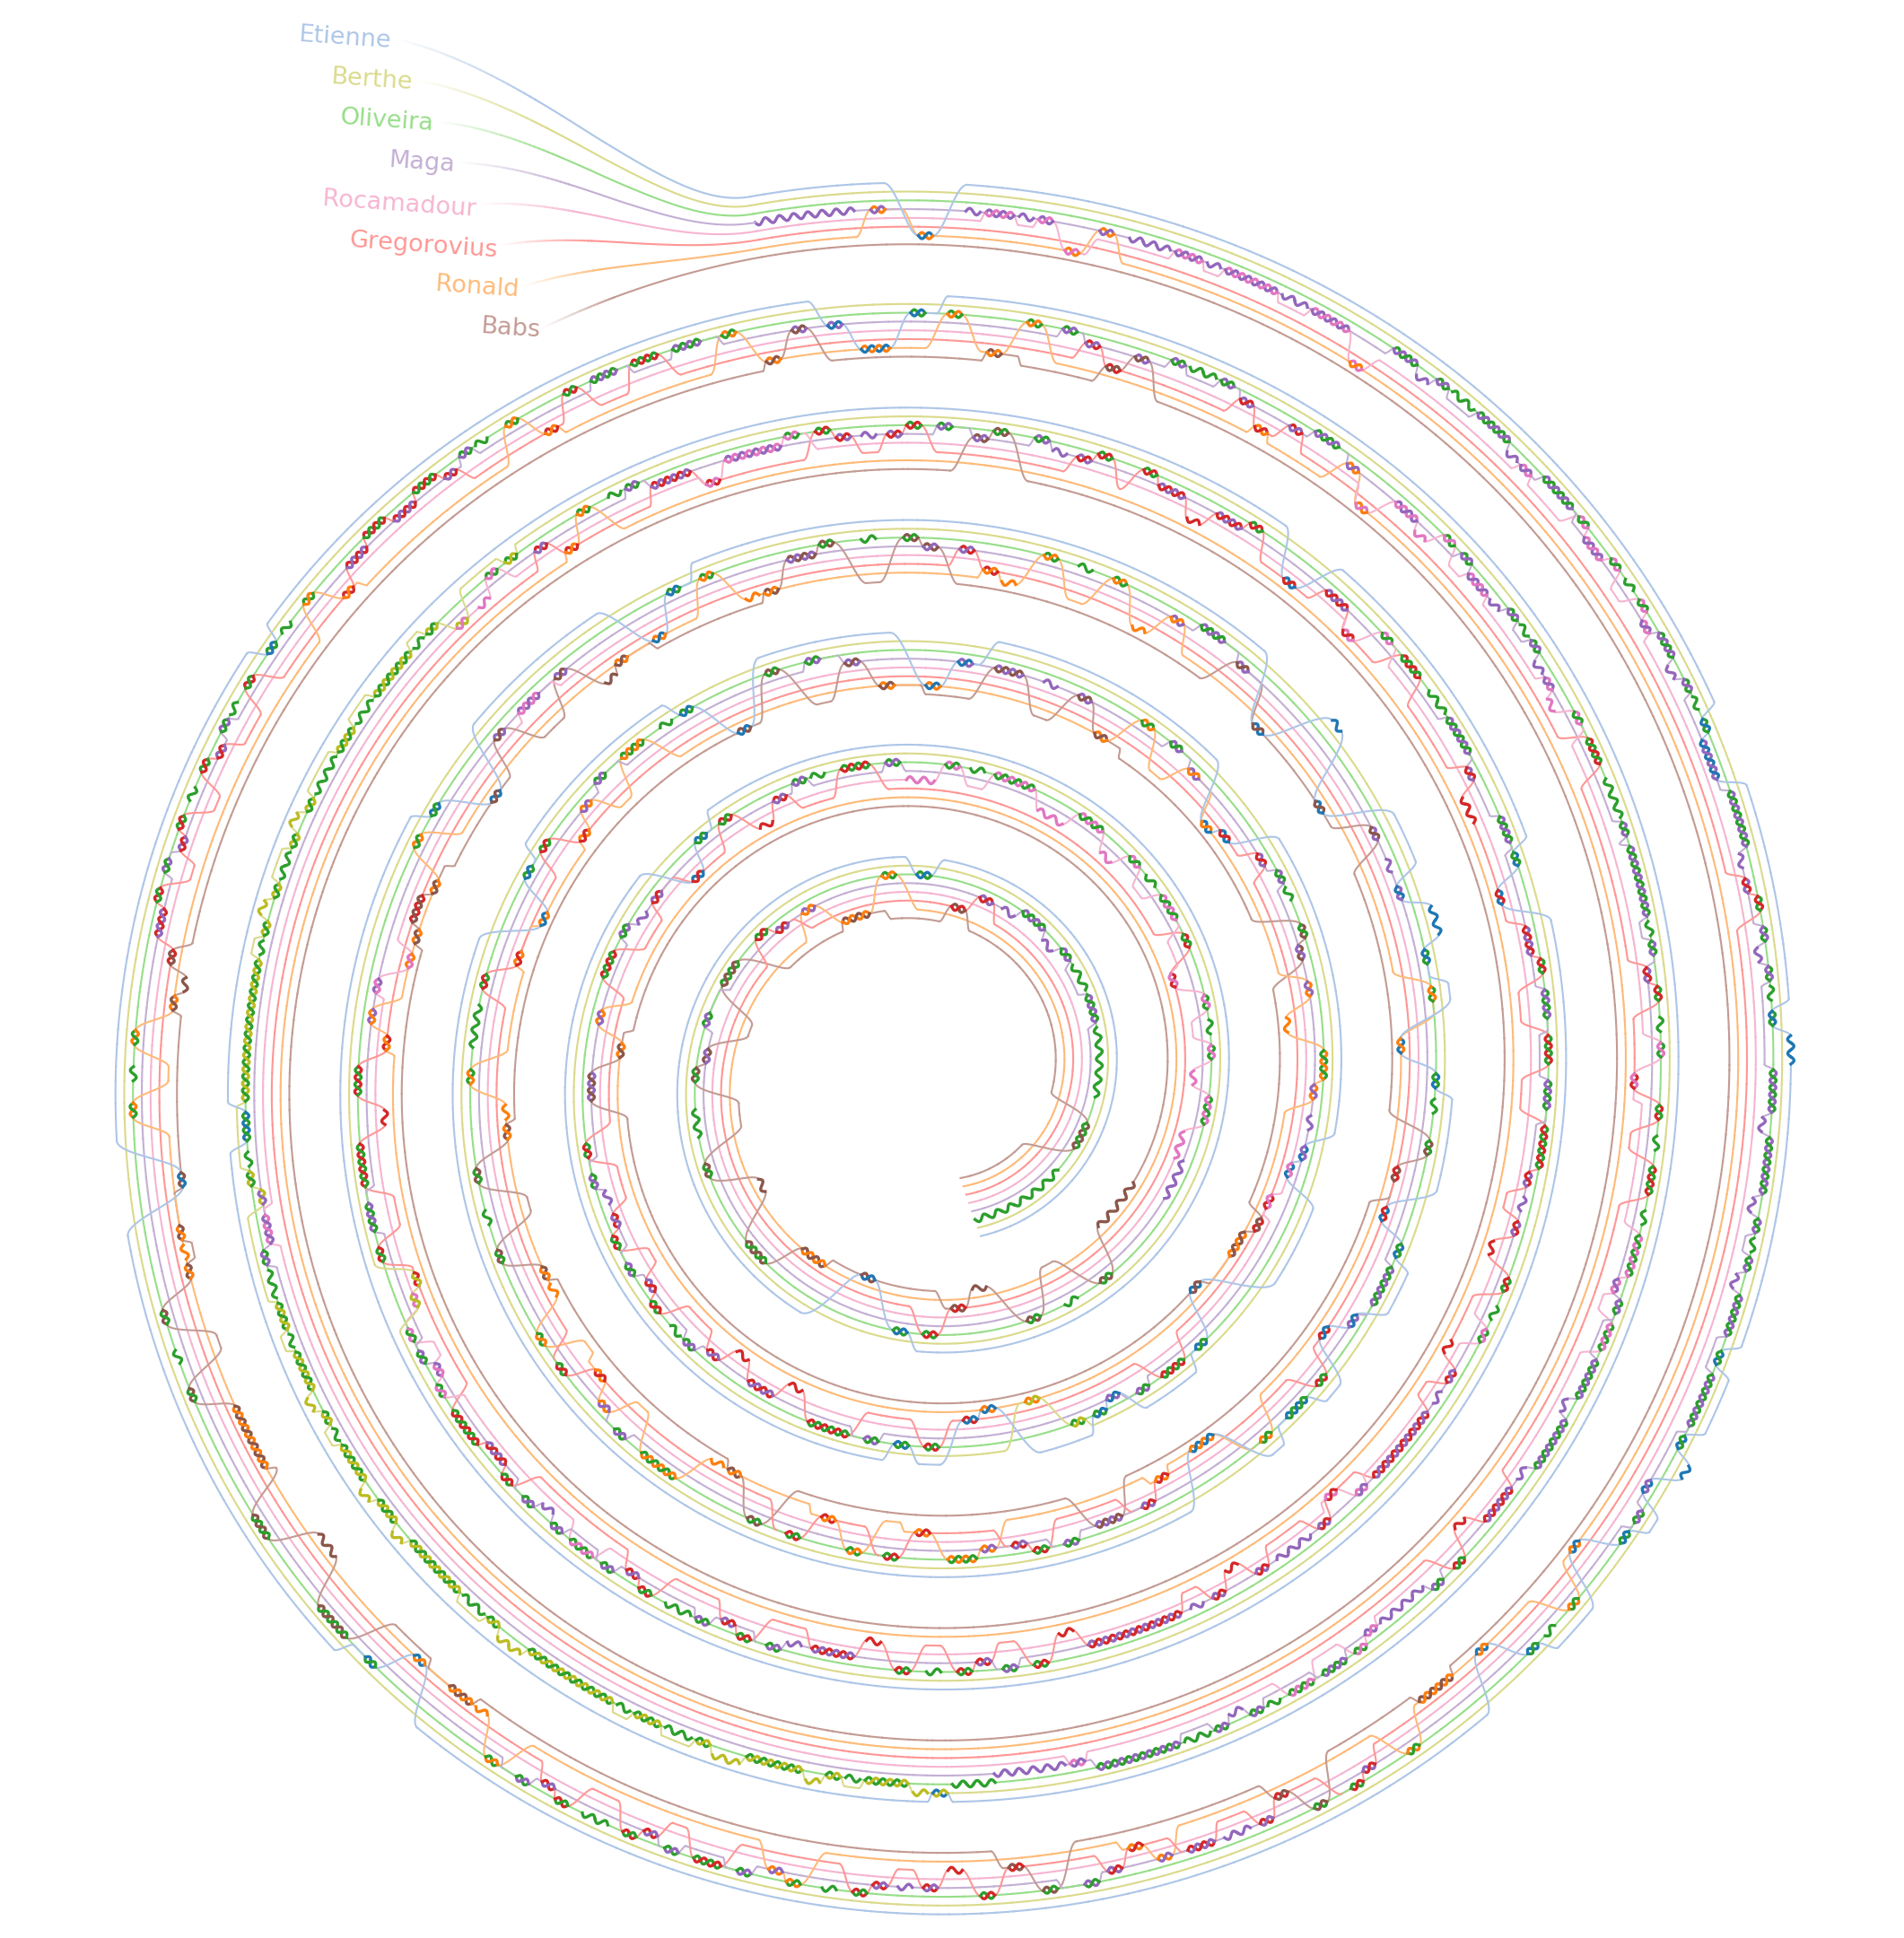 Etienne
Berthe
Oliveira
Maga
Rocamadour
Gregorovius
Ronald
Babs